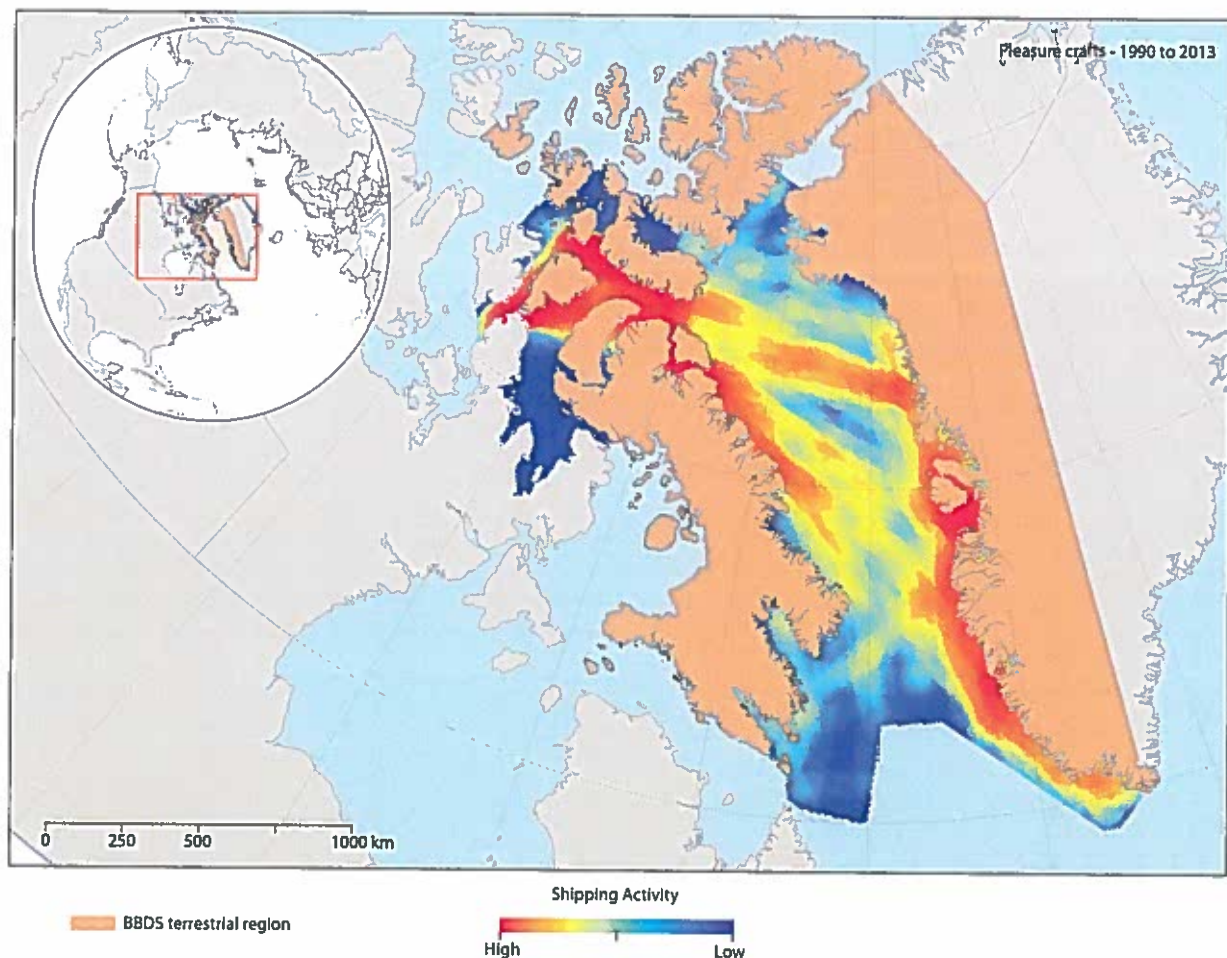 Pleasure crafts - 1990 to 2013
0 250 500 1000 km
Shipping Activity
BBDS terrestrial region
High Low